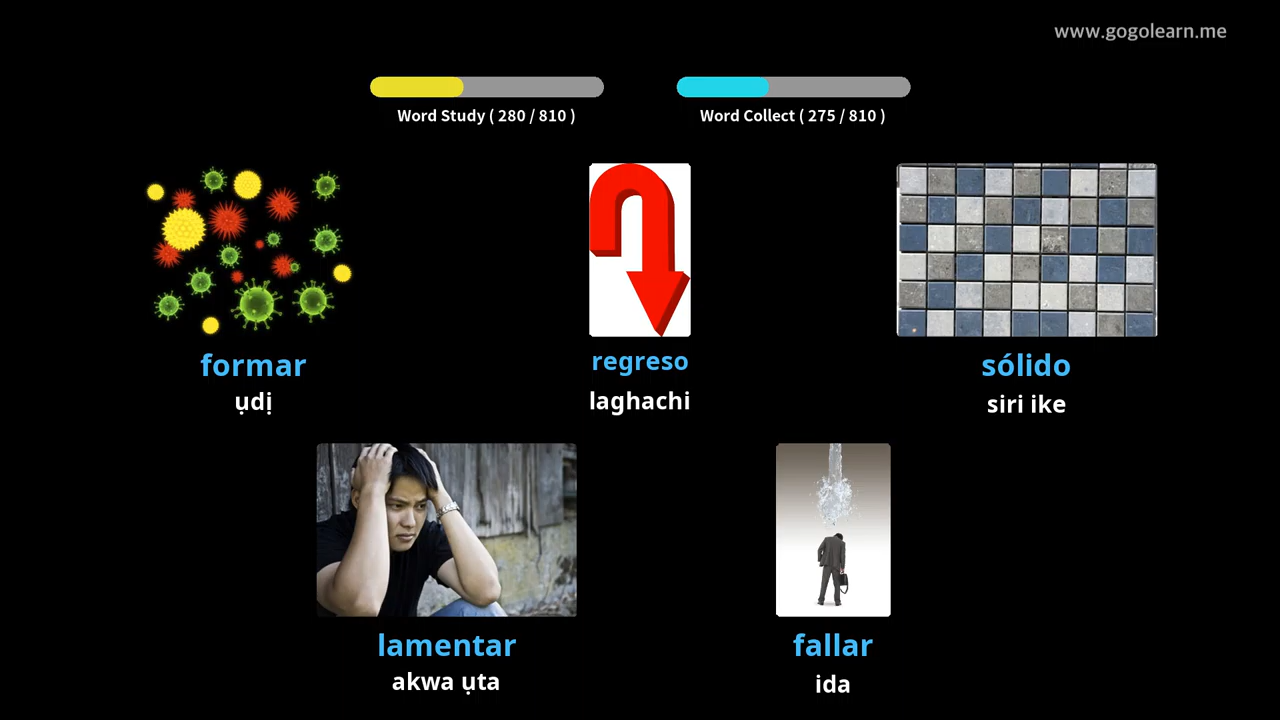 www.gogolearn.me
Word Study ( 280 / 810 )
Word Collect ( 275 / 810 )
formar
ụdị
regreso
laghachi
sólido
siri ike
lamentar
akwa ụta
fallar
ida